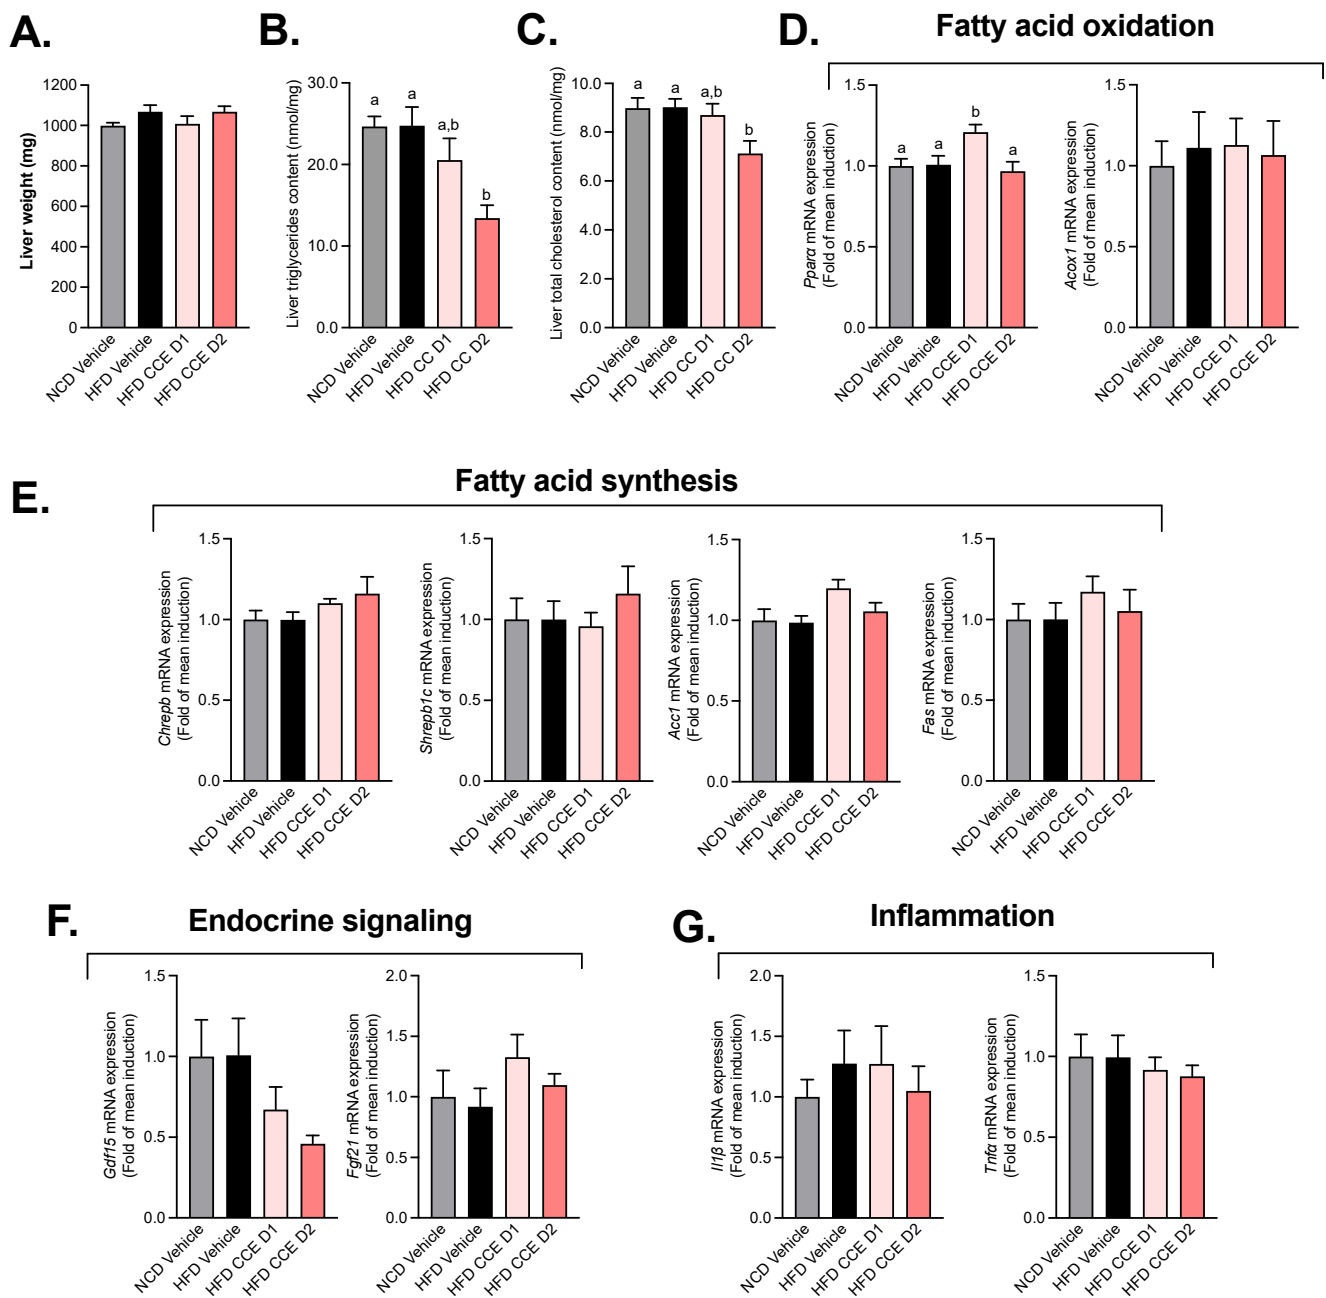 A.
B.
C.
D.
Fatty acid oxidation
Liver weight (mg)
1200
1000
800
600
400
200
0
NCD Vehicle
HFD Vehicle
HFD CCE D1
HFD CCE D2
Liver triglycerides content (nmol/mg)
30.0
20.0
10.0
0.0
a
a
a,b
b
NCD Vehicle
HFD Vehicle
HFD CC D1
HFD CC D2
Liver total cholesterol content (nmol/mg)
10.0
8.0
6.0
4.0
2.0
0.0
a
a
a,b
b
NCD Vehicle
HFD Vehicle
HFD CC D1
HFD CC D2
Pparα mRNA expression
(Fold of mean induction)
1.5
1.0
0.5
0.0
a
a
b
a
NCD Vehicle
HFD Vehicle
HFD CCE D1
HFD CCE D2
Acox1 mRNA expression
(Fold of mean induction)
1.5
1.0
0.5
0.0
NCD Vehicle
HFD Vehicle
HFD CCE D1
HFD CCE D2
E.
Fatty acid synthesis
Chrepb mRNA expression
(Fold of mean induction)
1.5
1.0
0.5
0.0
NCD Vehicle
HFD Vehicle
HFD CCE D1
HFD CCE D2
Shrepb1c mRNA expression
(Fold of mean induction)
1.5
1.0
0.5
0.0
NCD Vehicle
HFD Vehicle
HFD CCE D1
HFD CCE D2
Acc1 mRNA expression
(Fold of mean induction)
1.5
1.0
0.5
0.0
NCD Vehicle
HFD Vehicle
HFD CCE D1
HFD CCE D2
Fas mRNA expression
(Fold of mean induction)
1.5
1.0
0.5
0.0
NCD Vehicle
HFD Vehicle
HFD CCE D1
HFD CCE D2
F.
Endocrine signaling
Gdf15 mRNA expression
(Fold of mean induction)
1.5
1.0
0.5
0.0
NCD Vehicle
HFD Vehicle
HFD CCE D1
HFD CCE D2
Fgf21 mRNA expression
(Fold of mean induction)
2.0
1.5
1.0
0.5
0.0
NCD Vehicle
HFD Vehicle
HFD CCE D1
HFD CCE D2
G.
Inflammation
Il1β mRNA expression
(Fold of mean induction)
2.0
1.5
1.0
0.5
0.0
NCD Vehicle
HFD Vehicle
HFD CCE D1
HFD CCE D2
Tnfα mRNA expression
(Fold of mean induction)
1.5
1.0
0.5
0.0
NCD Vehicle
HFD Vehicle
HFD CCE D1
HFD CCE D2